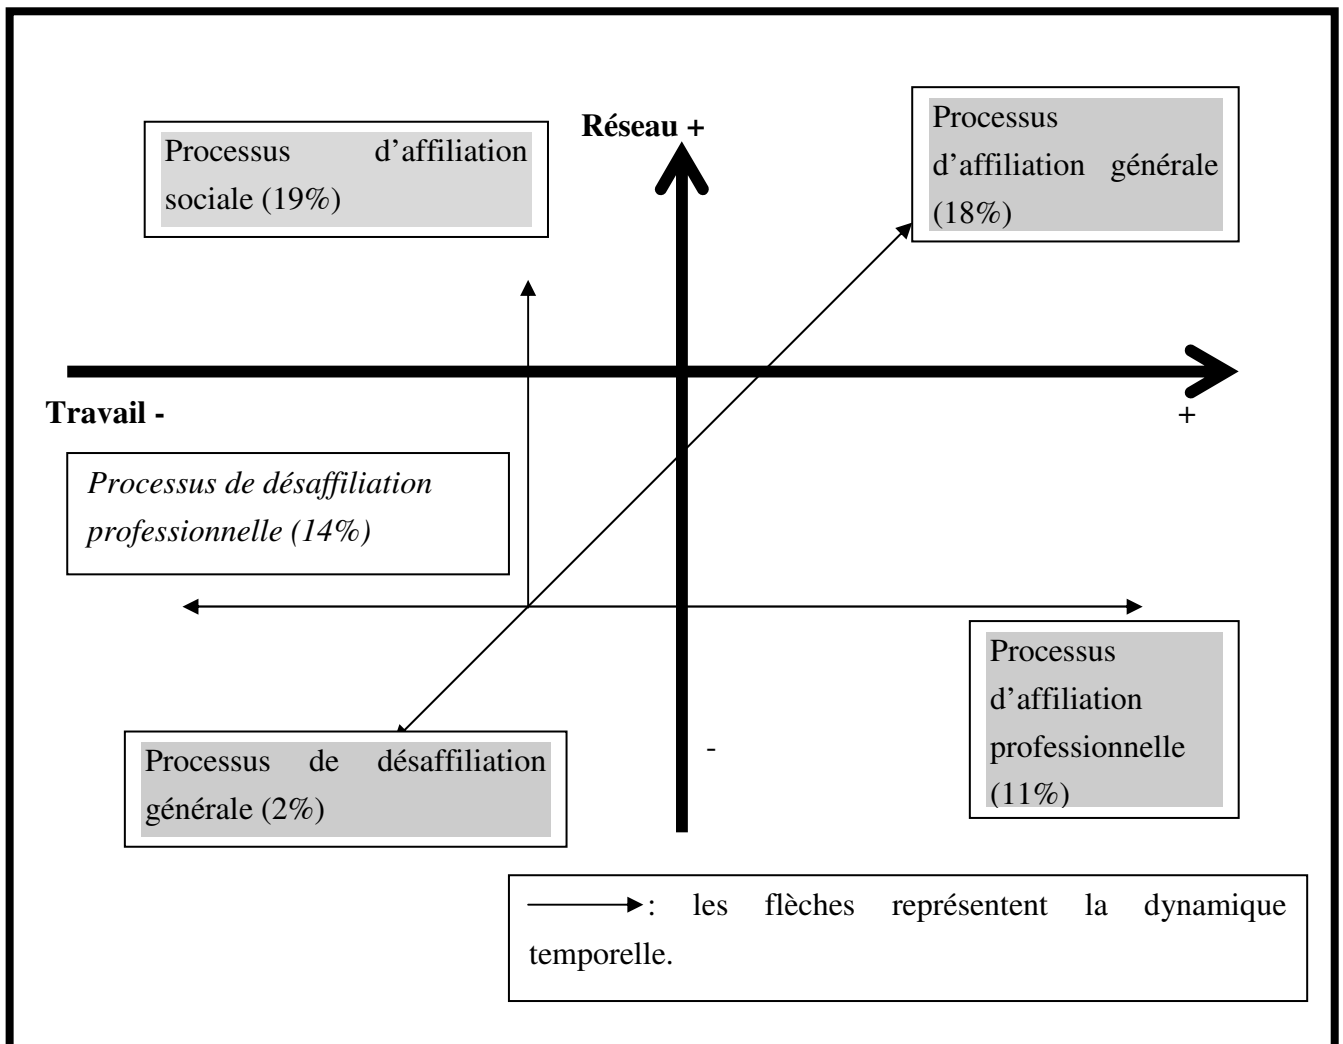 Réseau +
Processus d’affiliation
sociale (19%)
Processus
d’affiliation générale
(18%)
Travail -
+
Processus de désaffiliation
professionnelle (14%)
Processus
d’affiliation
professionnelle
(11%)
-
Processus de désaffiliation
générale (2%)
: les flèches représentent la dynamique
temporelle.